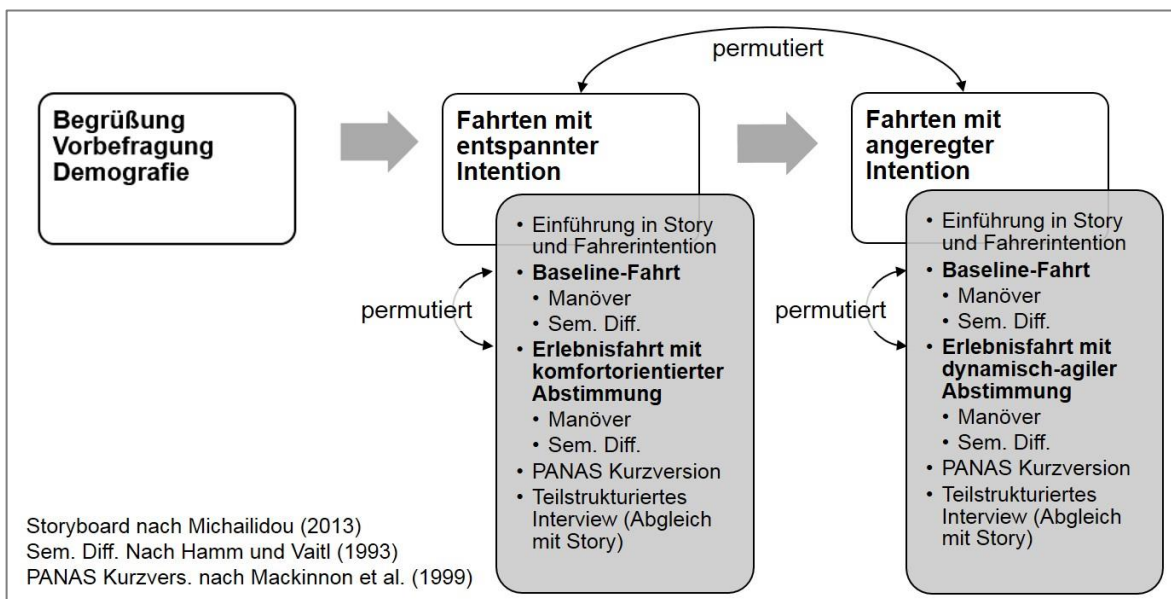 permutiert
Begrüßung
Vorbefragung
Demografie
Fahrten mit
entspannter
Intention
• Einführung in Story
und Fahrerintention
• Baseline-Fahrt
• Manöver
• Sem. Diff.
• Erlebnisfahrt mit
komfortorientierter
Abstimmung
• Manöver
• Sem. Diff.
• PANAS Kurzversion
• Teilstrukturiertes
Interview (Abgleich
mit Story)
permutiert
Fahrten mit
angeregter
Intention
• Einführung in Story
und Fahrerintention
• Baseline-Fahrt
• Manöver
• Sem. Diff.
• Erlebnisfahrt mit
dynamisch-agiler
Abstimmung
• Manöver
• Sem. Diff.
• PANAS Kurzversion
• Teilstrukturiertes
Interview (Abgleich
mit Story)
permutiert
Storyboard nach Michailidou (2013)
Sem. Diff. Nach Hamm und Vaitl (1993)
PANAS Kurzvers. nach Mackinnon et al. (1999)